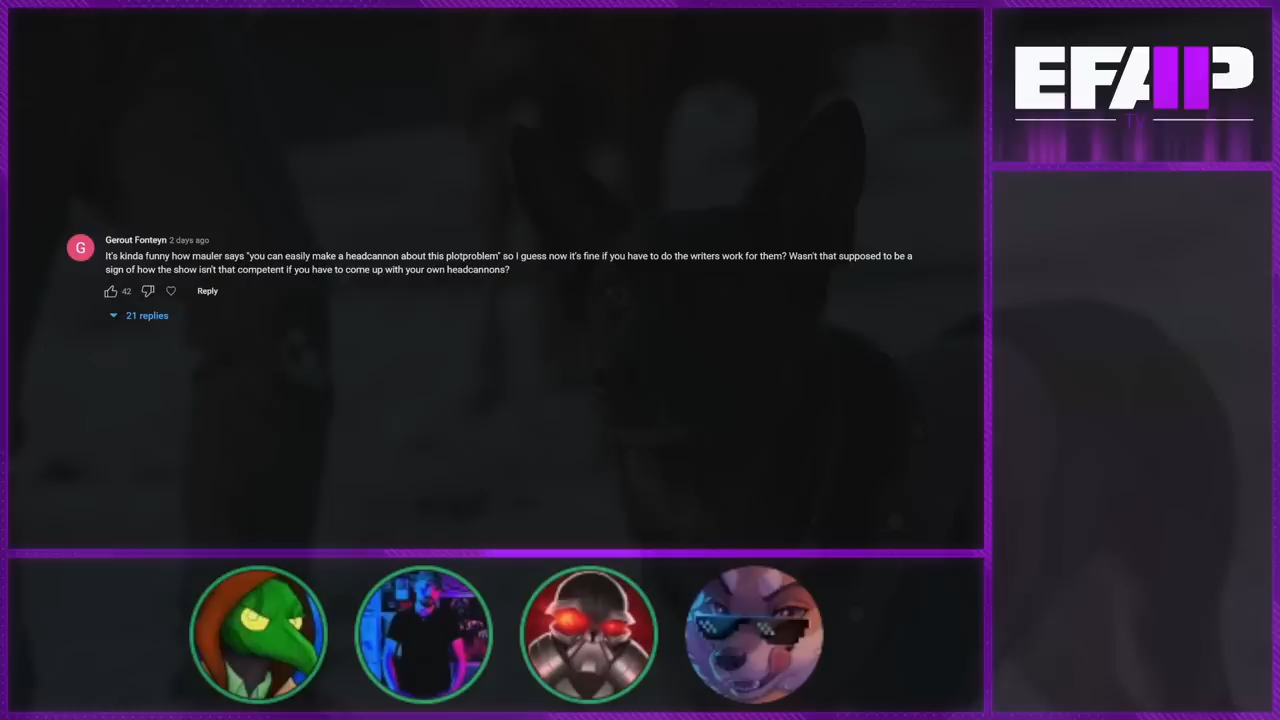 EFAP
TV
G
Gerout Fonteyn 2 days ago
It's kinda funny how mauler says "you can easily make a headcannon about this plotproblem" so I guess now it's fine if you have to do the writers work for them? Wasn't that supposed to be a
sign of how the show isn't that competent if you have to come up with your own headcannons?
42 Reply
21 replies